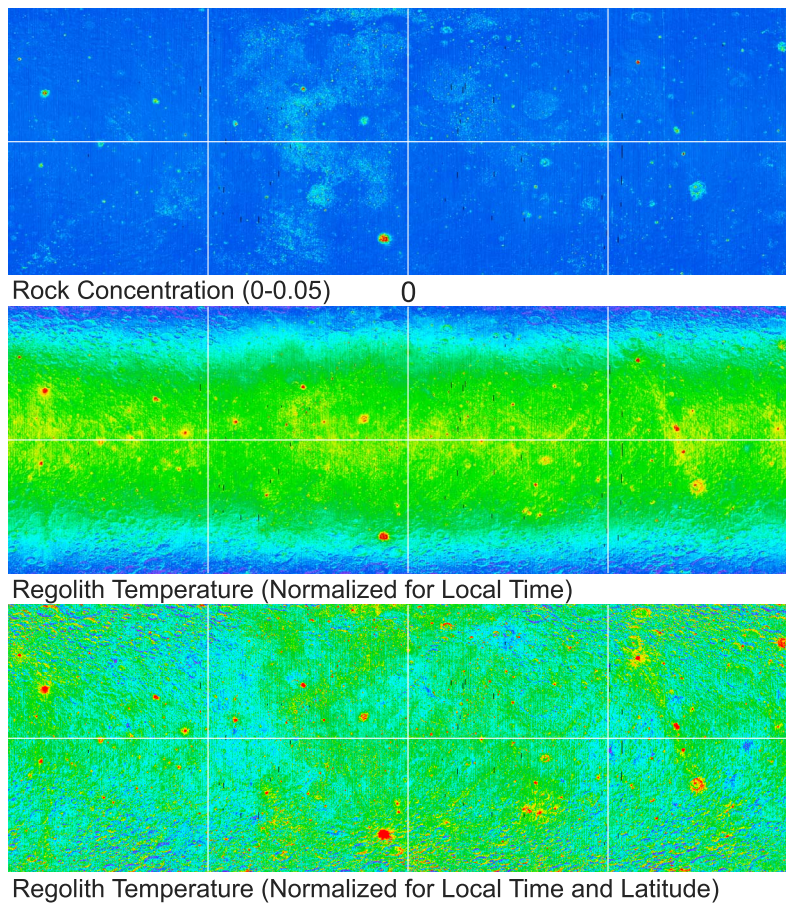 Rock Concentration (0-0.05)
0
Regolith Temperature (Normalized for Local Time)
Regolith Temperature (Normalized for Local Time and Latitude)